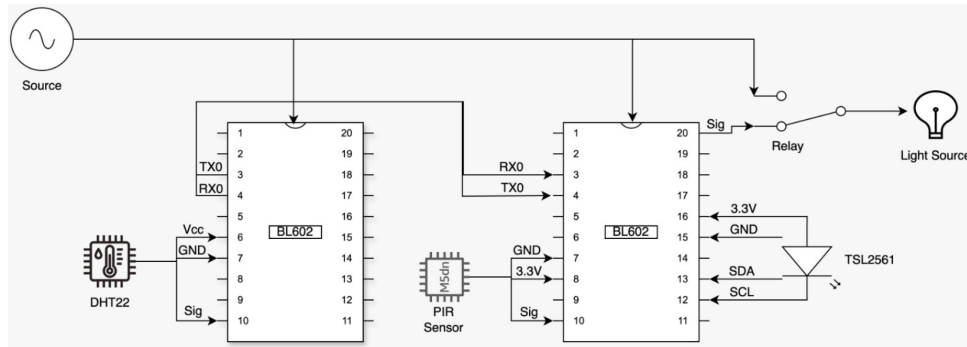 Source
1
2
TX0 3
RX0 4
5
Vcc 6
GND 7
8
9
Sig 10
20
19
18
17
16
15
14
13
12
11
BL602
DHT22
1
2
RX0 3
TX0 4
5
6
GND 7
3.3V 8
9
Sig 10
Sig 20
19
18
17
3.3V 16
GND 15
14
SDA 13
SCL 12
11
BL602
MSdn
PIR
Sensor
Relay
Light Source
TSL2561